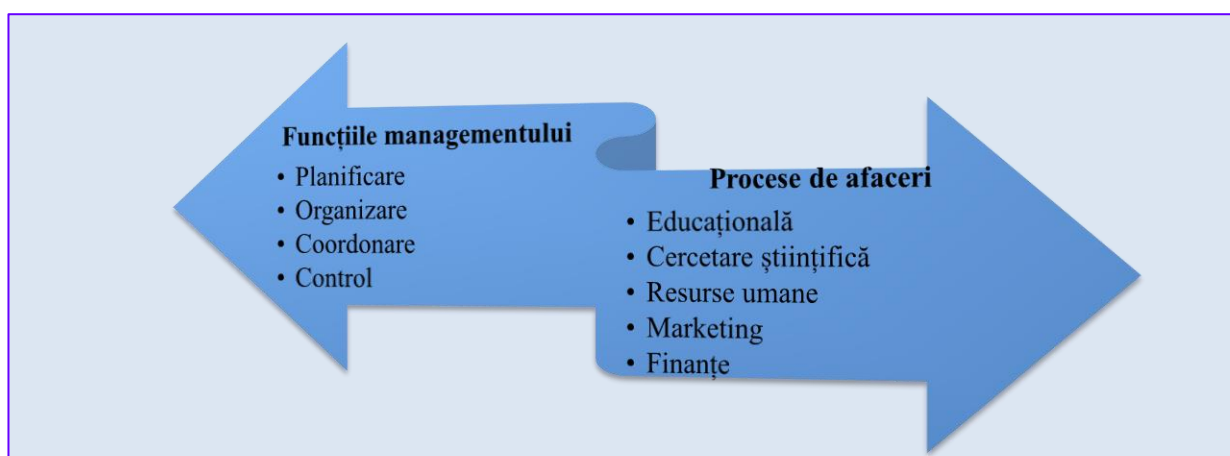 Funcțiile managementului
• Planificare
• Organizare
• Coordonare
• Control
Procese de afaceri
• Educațională
• Cercetare științifică
• Resurse umane
• Marketing
• Finanțe